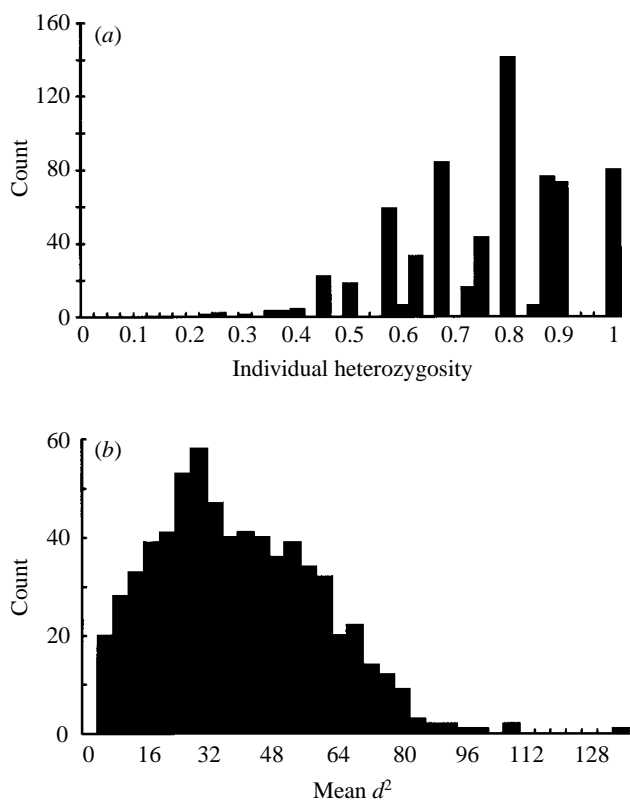 160
(a)
120
80
40
0
Count
0 0.1 0.2 0.3 0.4 0.5 0.6 0.7 0.8 0.9 1
Individual heterozygosity
60
(b)
40
20
0
Count
0 16 32 48 64 80 96 112 128
Mean d²